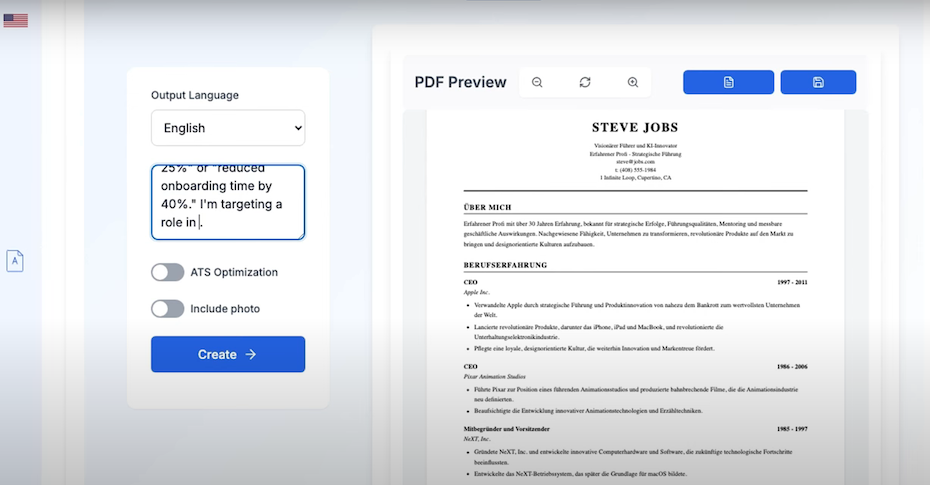 Output Language
English
25%" or "reduced
onboarding time by
40%." I'm targeting a
role in .
ATS Optimization
Include photo
Create →
A
PDF Preview
STEVE JOBS
Visionärer Führer und KI-Innovator
Erfahrener Profi - Strategische Führung
steve@jobs.com
t: (408) 555-1984
1 Infinite Loop, Cupertino, CA
ÜBER MICH
Erfahrener Profi mit über 30 Jahren Erfahrung, bekannt für strategische Erfolge, Führungsqualitäten, Mentoring und messbare
geschäftliche Auswirkungen. Nachgewiesene Fähigkeit, Unternehmen zu transformieren, revolutionäre Produkte auf den Markt zu
bringen und designorientierte Kulturen aufzubauen.
BERUFSERFAHRUNG
CEO 1997 - 2011
Apple Inc.
• Verwandelte Apple durch strategische Führung und Produktinnovation von nahezu dem Bankrott zum wertvollsten Unternehmen
der Welt.
• Lancierte revolutionäre Produkte, darunter das iPhone, iPad und MacBook, und revolutionierte die
Unterhaltungselektronikindustrie.
• Pflegte eine loyale, designorientierte Kultur, die weiterhin Innovation und Markentreue fördert.
CEO 1986 - 2006
Pixar Animation Studios
• Führte Pixar zur Position eines führenden Animationsstudios und produzierte bahnbrechende Filme, die die Animationsindustrie
neu definierten.
• Beaufsichtigte die Entwicklung innovativer Animationstechnologien und Erzähltechniken.
Mitbegründer und Vorsitzender 1985 - 1997
NeXT, Inc.
• Gründete NeXT, Inc. und entwickelte innovative Computerhardware und Software, die zukünftige technologische Fortschritte
beeinflussten.
• Entwickelte das NeXT-Betriebssystem, das später die Grundlage für macOS bildete.